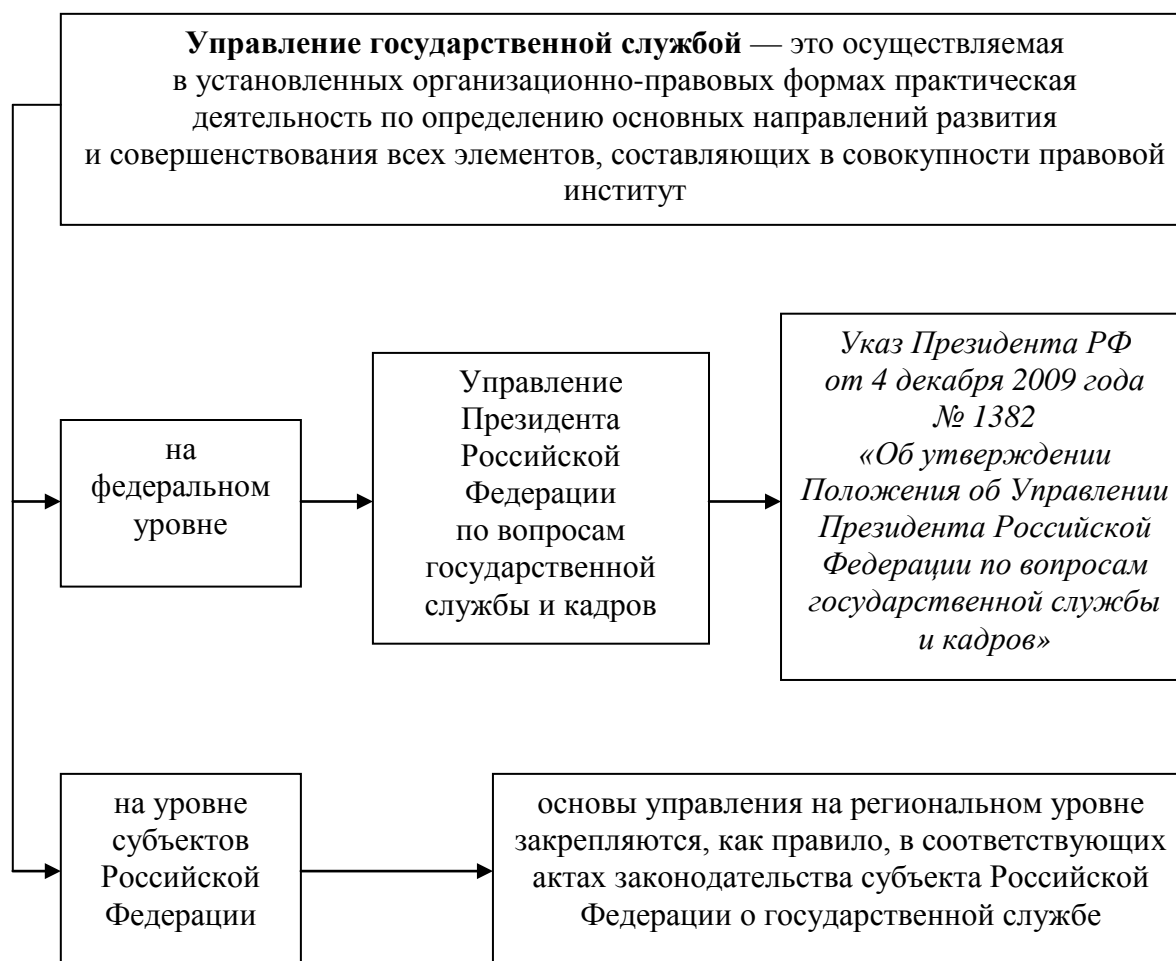 Управление государственной службой — это осуществляемая
в установленных организационно-правовых формах практическая
деятельность по определению основных направлений развития
и совершенствования всех элементов, составляющих в совокупности правовой
институт
на
федеральном
уровне
Управление
Президента
Российской
Федерации
по вопросам
государственной
службы и кадров
Указ Президента РФ
от 4 декабря 2009 года
№ 1382
«Об утверждении
Положения об Управлении
Президента Российской
Федерации по вопросам
государственной службы
и кадров»
на уровне
субъектов
Российской
Федерации
основы управления на региональном уровне
закрепляются, как правило, в соответствующих
актах законодательства субъекта Российской
Федерации о государственной службе